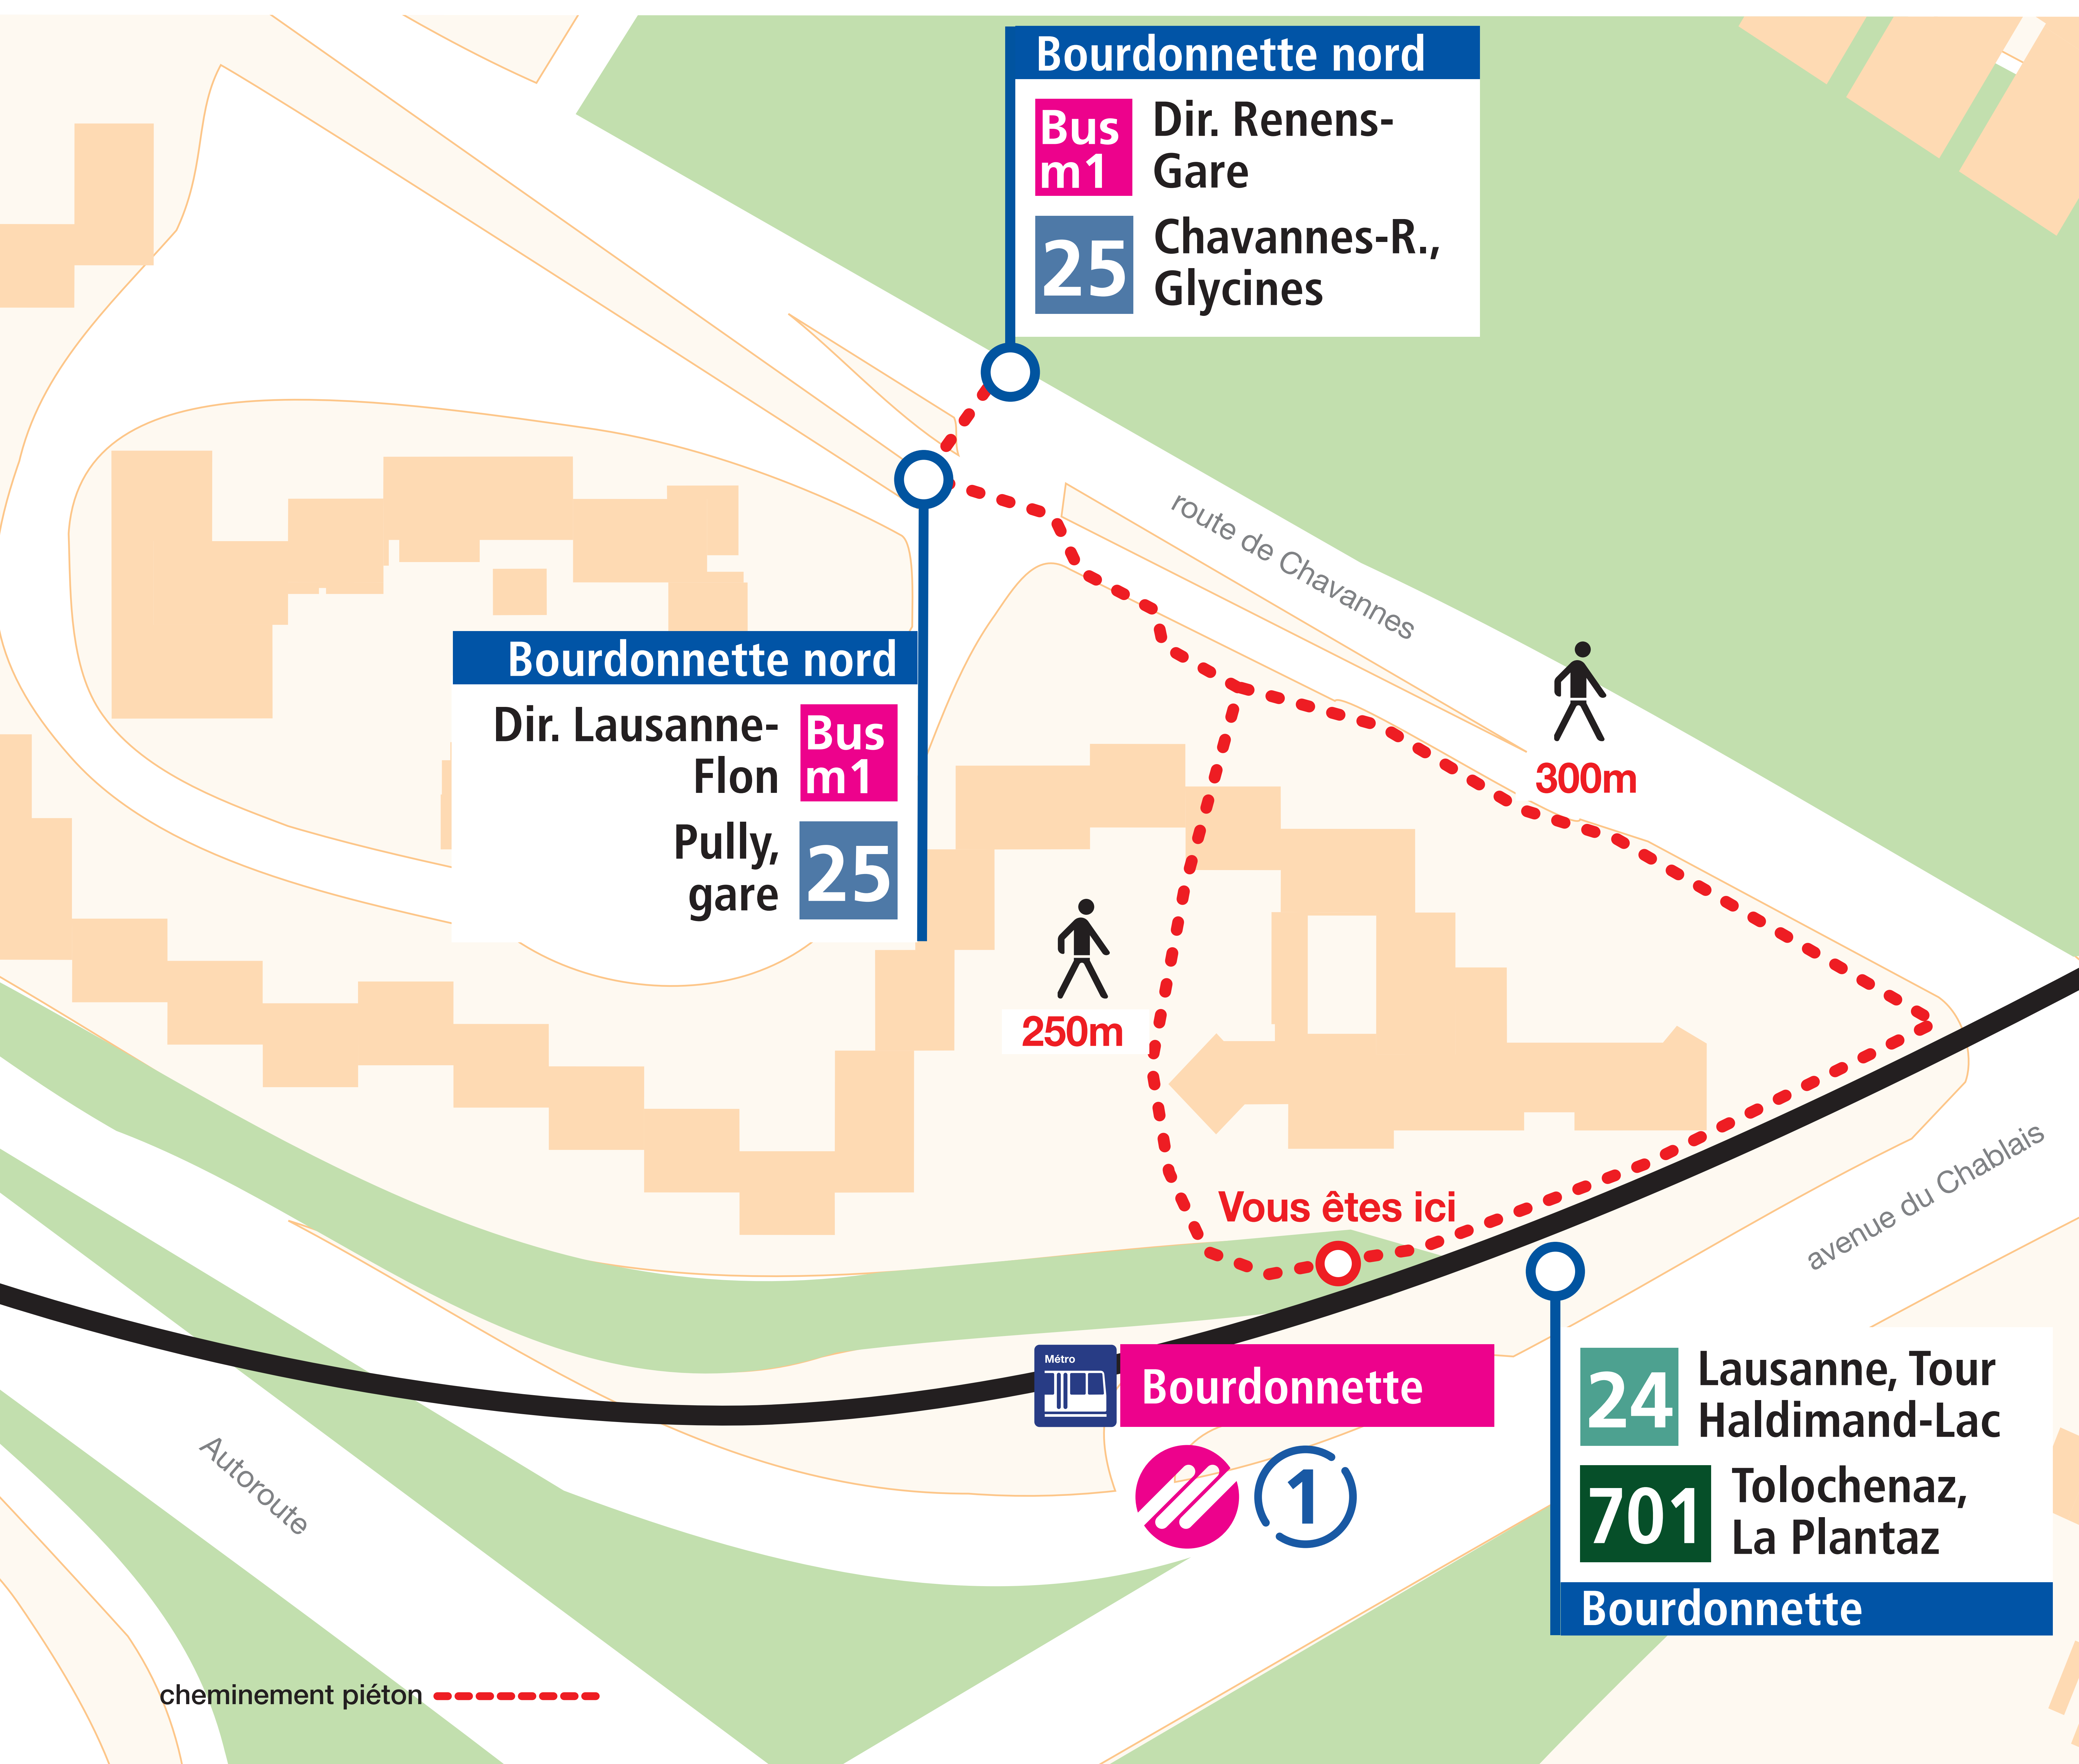 Bourdonnette nord
Bus
m1
Dir. Renens-
Gare
25
Chavannes-R.,
Glycines
route de Chavannes
300m
Bourdonnette nord
Dir. Lausanne-
Flon
Bus
m1
Pully,
gare
25
250m
Vous êtes ici
avenue du Chablais
Métro
Bourdonnette
1
24
Lausanne, Tour
Haldimand-Lac
701
Tolochenaz,
La Plantaz
Bourdonnette
Autoroute
cheminement piéton